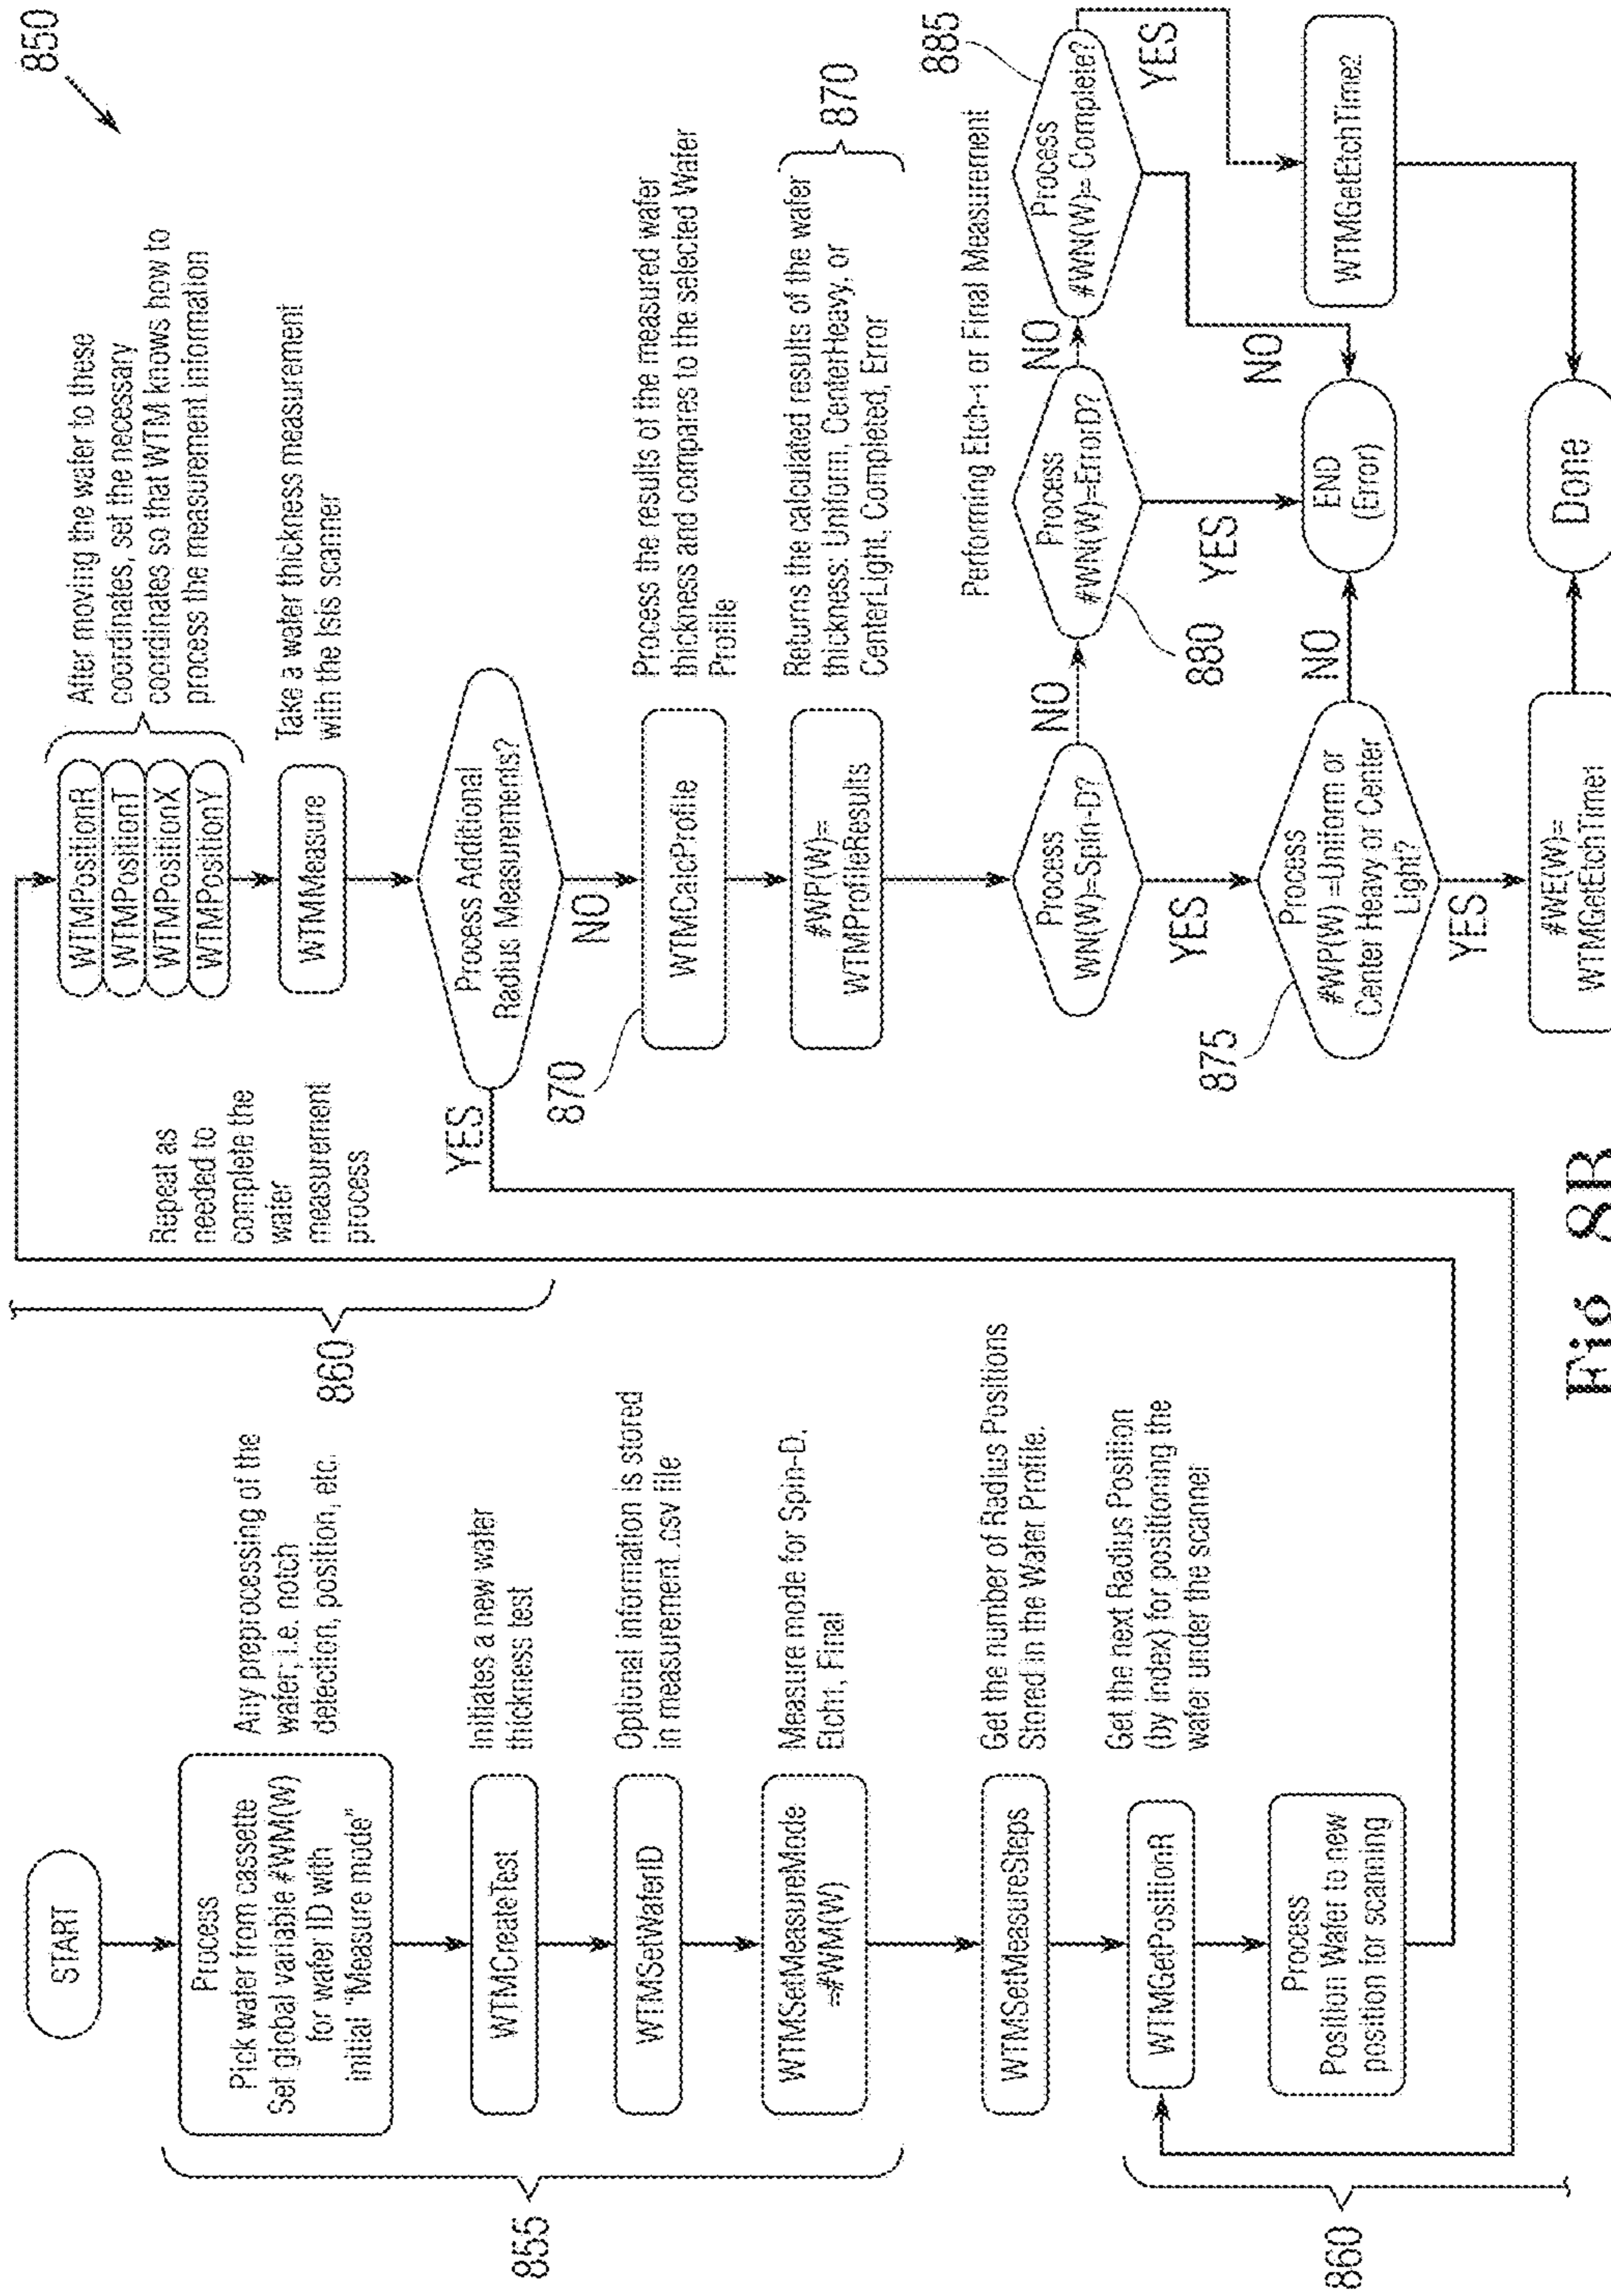 850
START
Process
Pick wafer from cassette
Set global variable #WM(W)
for wafer ID with
initial "Measure mode"
Any preprocessing of the
wafer; i.e. notch
detection, position, etc.
WTMCreateTest
Initiates a new wafer
thickness test
WTMSetWaferID
Optional information is stored
in measurement .csv file
WTMSetMeasureMode
=#WM(W)
Measure mode for Spin-D,
Etch1, Final
855
WTMSetMeasureSteps
Get the number of Radius Positions
Stored in the Wafer Profile.
WTMGetPositionR
Get the next Radius Position
(by index) for positioning the
wafer under the scanner
Process
Position Wafer to new
position for scanning
860
860
Repeat as
needed to
complete the
wafer
measurement
process
WTMPositionR
WTMPositionT
WTMPositionX
WTMPositionY
After moving the wafer to these
coordinates, set the necessary
coordinates so that WTM knows how to
process the measurement information
WTMMeasure
Take a wafer thickness measurement
with the Isis scanner
Process Additional
Radius Measurements?
YES
NO
870
WTMCalcProfile
Process the results of the measured wafer
thickness and compares to the selected Wafer
Profile
#WP(W)=
WTMProfileResults
Returns the calculated results of the wafer
thickness: Uniform, CenterHeavy, or
CenterLight, Completed, Error
870
Performing Etch-1 or Final Measurement
Process
WN(W)=Spin-D?
NO
Process
#WN(W)=ErrorD?
NO
Process
#WN(W)= Complete?
885
YES
880
YES
NO
YES
875
Process
#WP(W) =Uniform or
Center Heavy or Center
Light?
NO
END
(Error)
WTMGetEtchTime2
YES
#WE(W)=
WTMGetEtchTime1
Done
Fig 8B